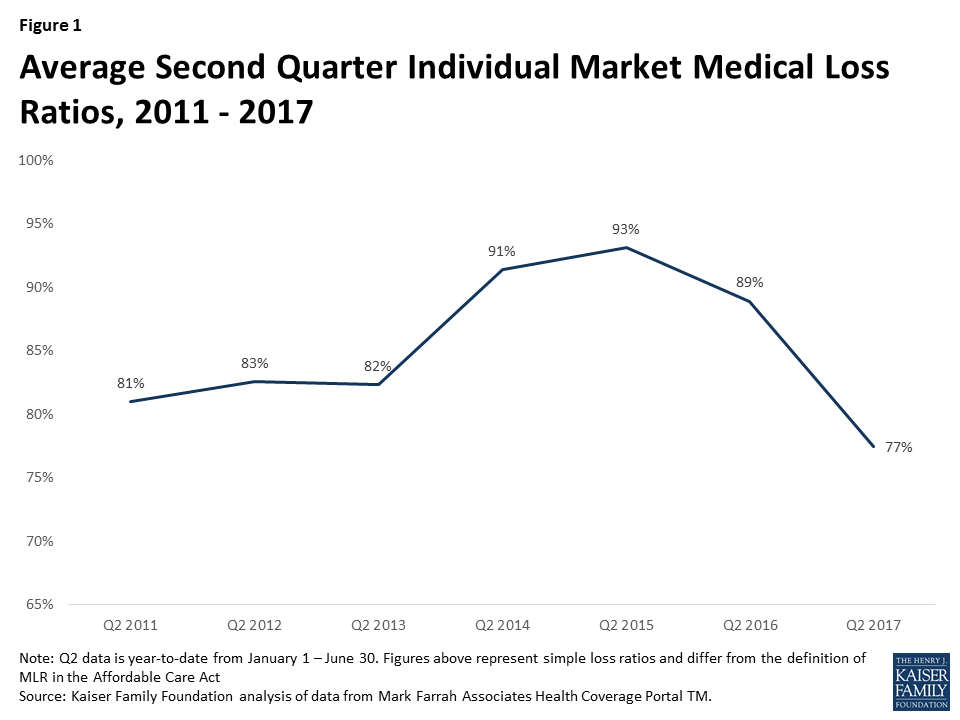 Figure 1
Average Second Quarter Individual Market Medical Loss
Ratios, 2011 - 2017
100%
95%
90%
85%
80%
75%
70%
65%
81%
83%
82%
91%
93%
89%
77%
Q2 2011
Q2 2012
Q2 2013
Q2 2014
Q2 2015
Q2 2016
Q2 2017
Note: Q2 data is year-to-date from January 1 – June 30. Figures above represent simple loss ratios and differ from the definition of
MLR in the Affordable Care Act
Source: Kaiser Family Foundation analysis of data from Mark Farrah Associates Health Coverage Portal TM.
THE HENRY J.
KAISER
FAMILY
FOUNDATION